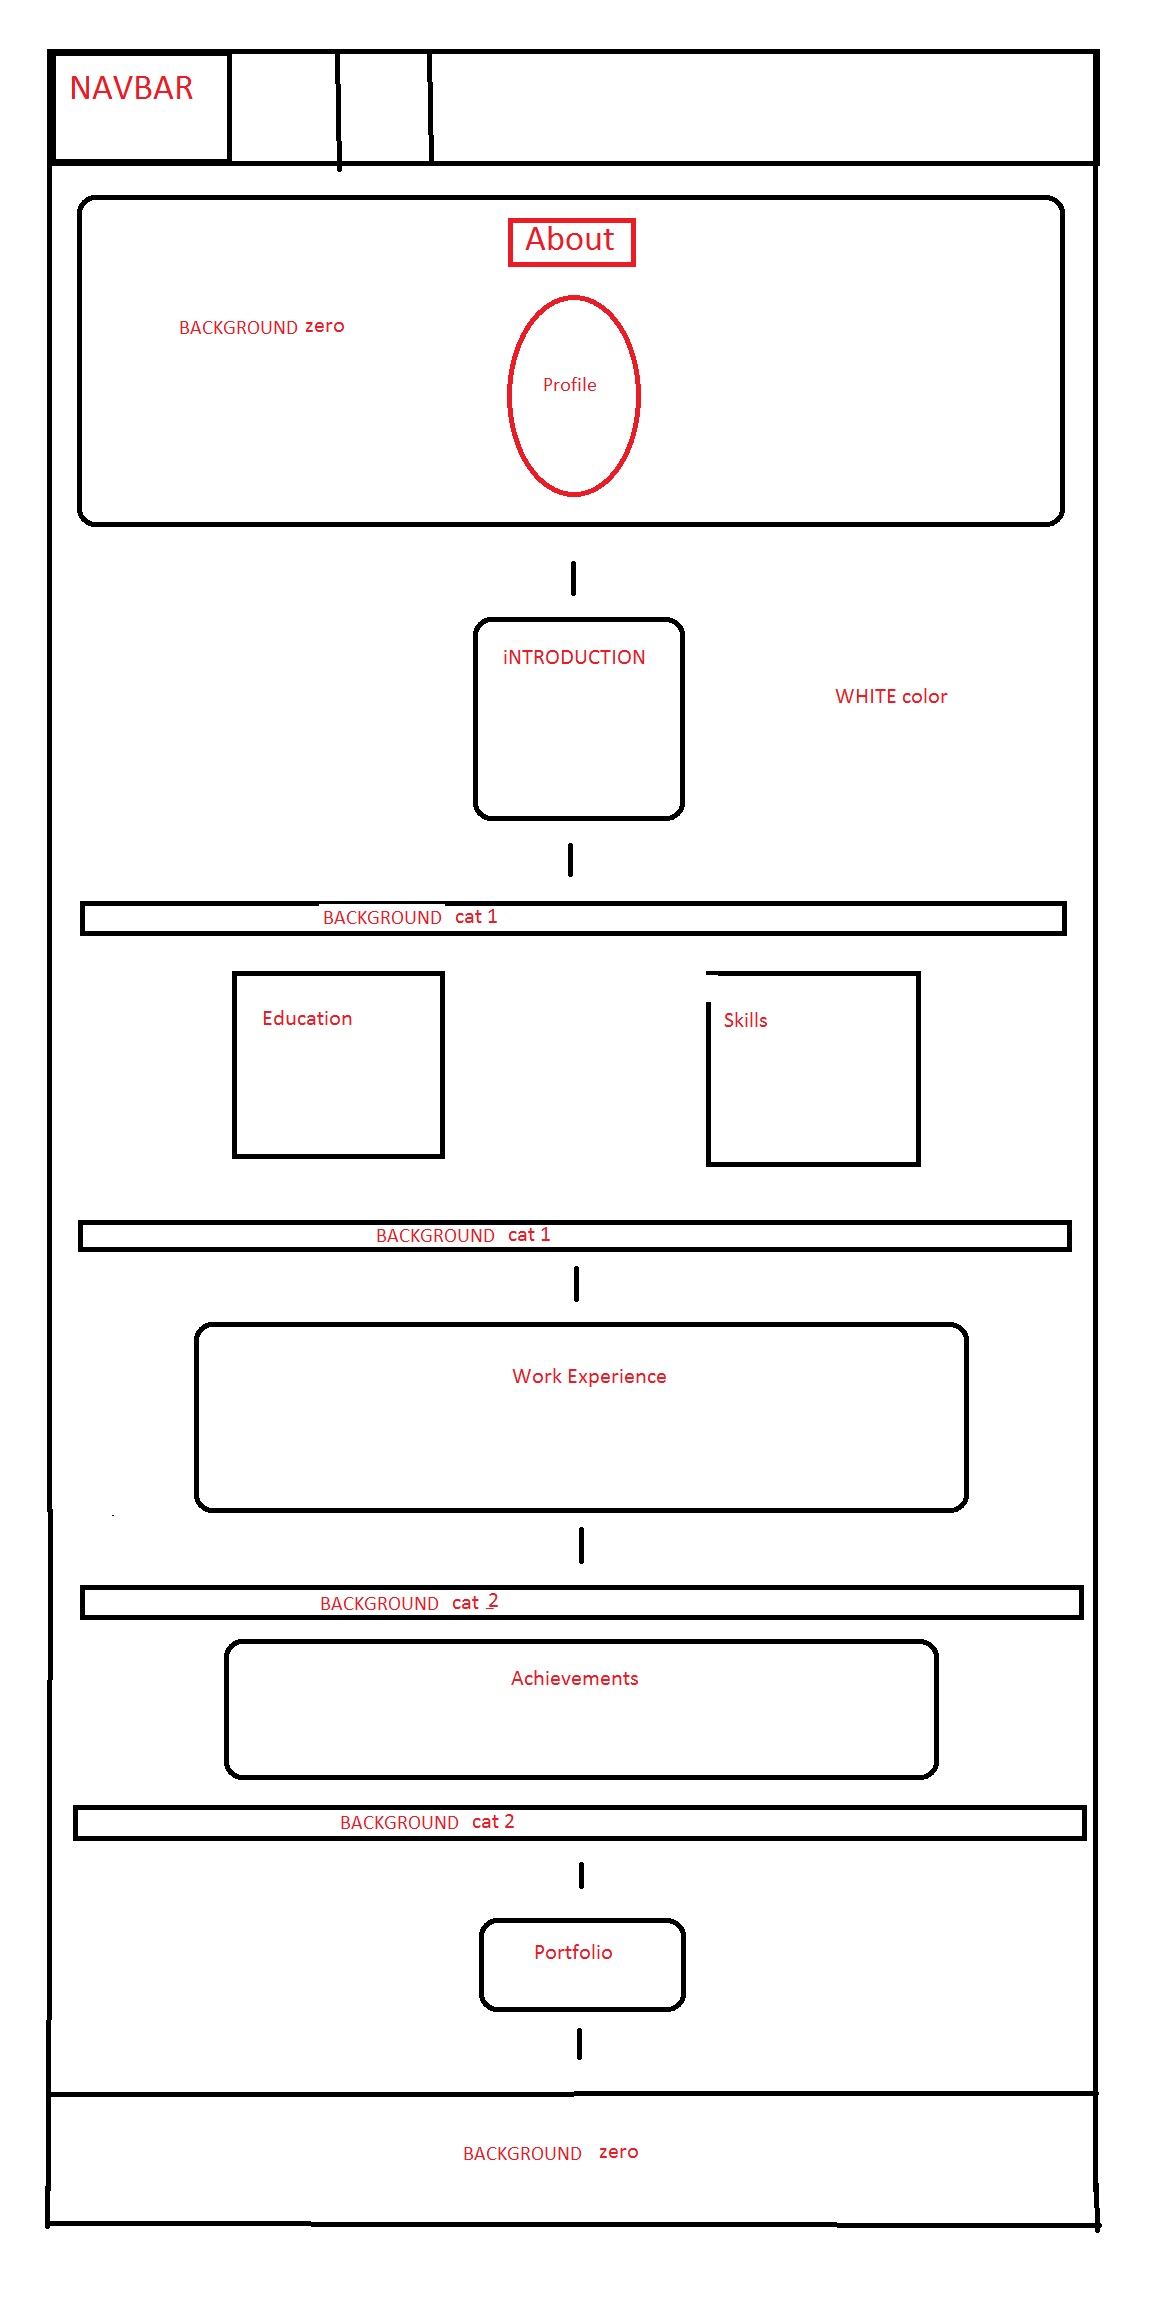 NAVBAR
About
BACKGROUND zero
Profile
iNTRODUCTION
WHITE color
BACKGROUND cat 1
Education
Skills
BACKGROUND cat 1
Work Experience
BACKGROUND cat 2
Achievements
BACKGROUND cat 2
Portfolio
BACKGROUND zero